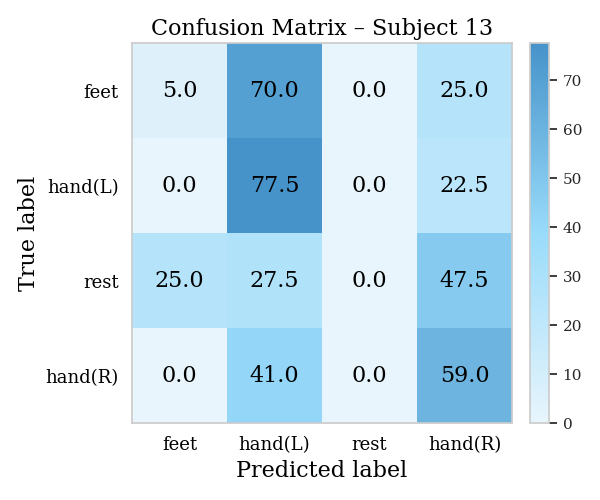 Confusion Matrix – Subject 13
feet 5.0 70.0 0.0 25.0
hand(L) 0.0 77.5 0.0 22.5
rest 25.0 27.5 0.0 47.5
hand(R) 0.0 41.0 0.0 59.0
feet hand(L) rest hand(R)
Predicted label
True label
70
60
50
40
30
20
10
0